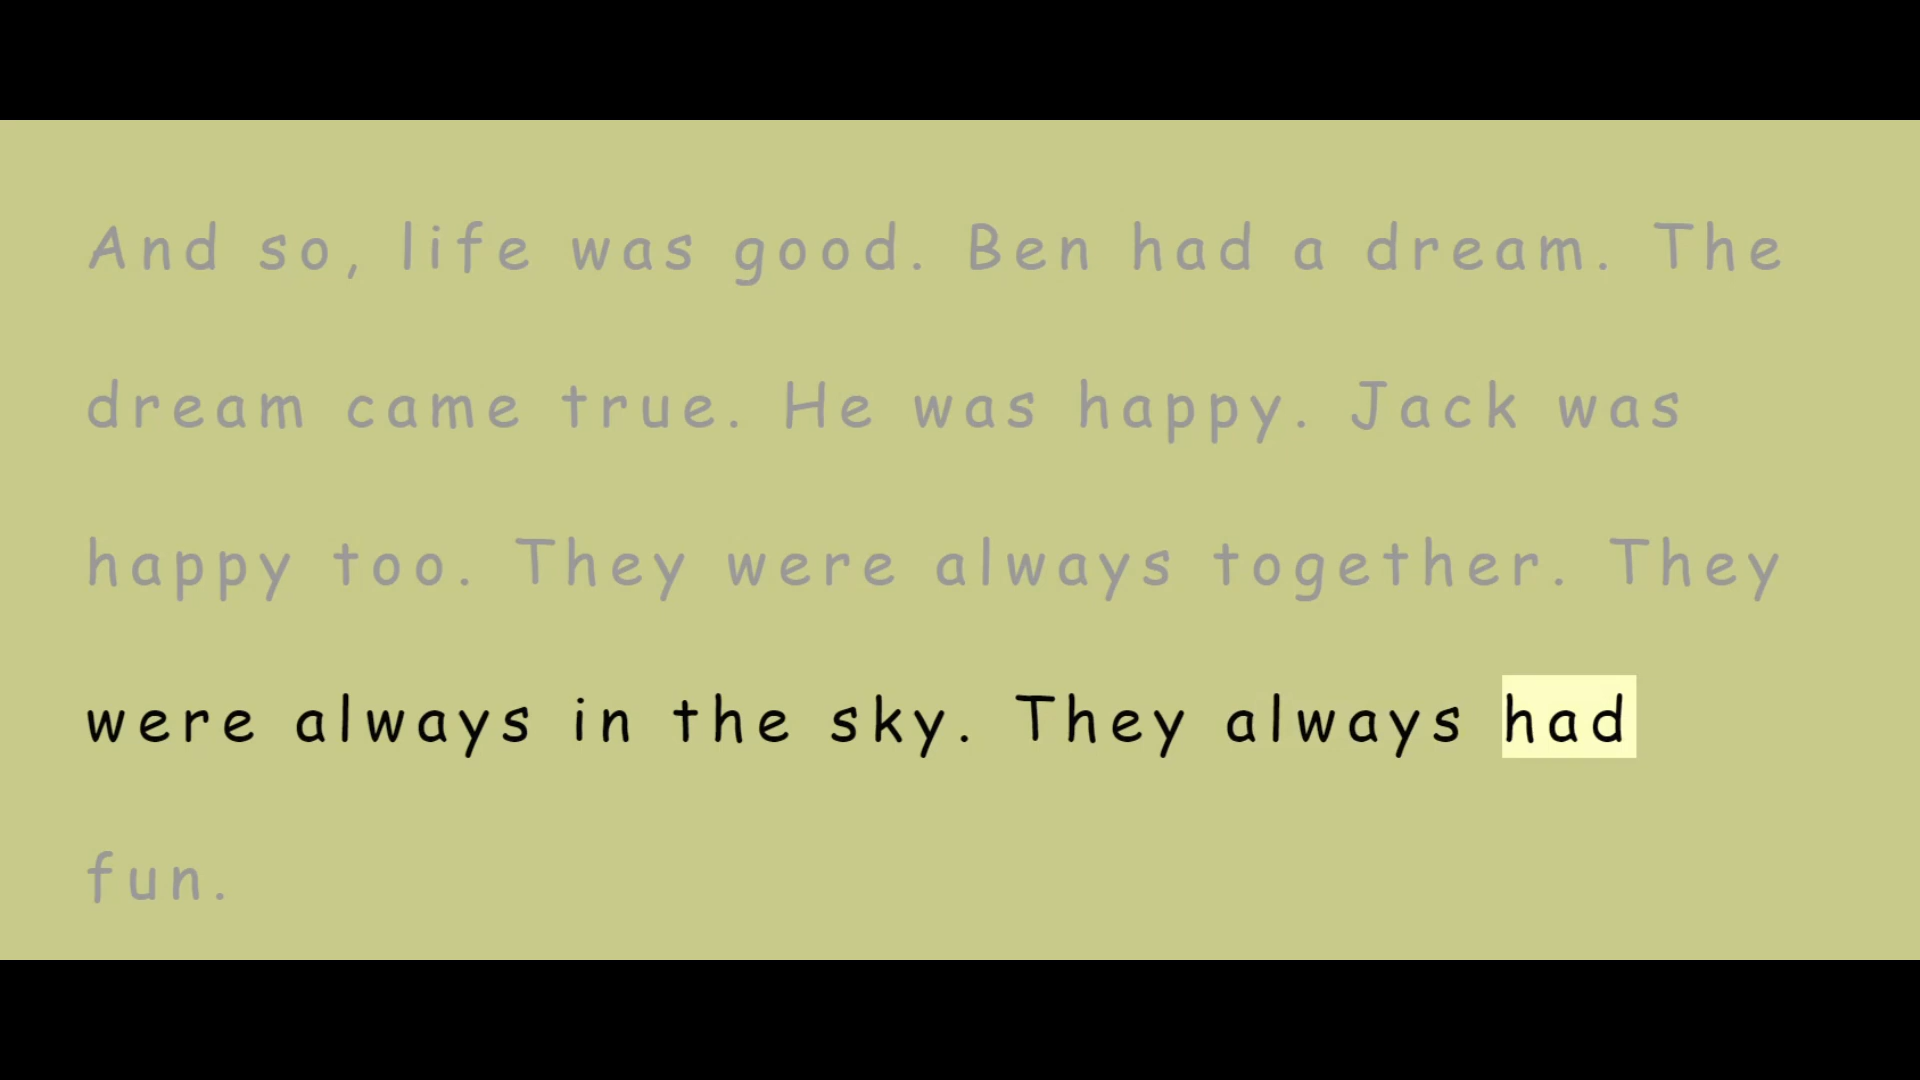 And so, life was good. Ben had a dream. The
dream came true. He was happy. Jack was
happy too. They were always together. They
were always in the sky. They always had
fun.